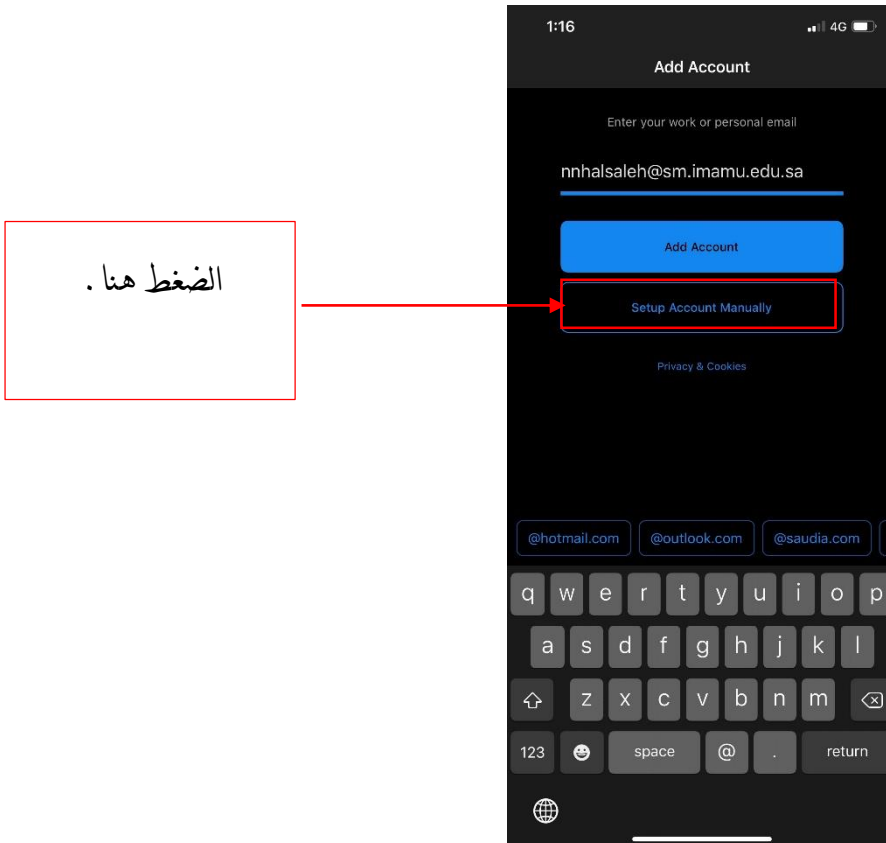 1:16
4G
Add Account
Enter your work or personal email
nnhalsaleh@sm.imamu.edu.sa
Add Account
الضغط هنا .
Setup Account Manually
Privacy & Cookies
@hotmail.com @outlook.com @saudia.com
q w e r t y u i o p
a s d f g h j k l
z x c v b n m
123 space @ . return